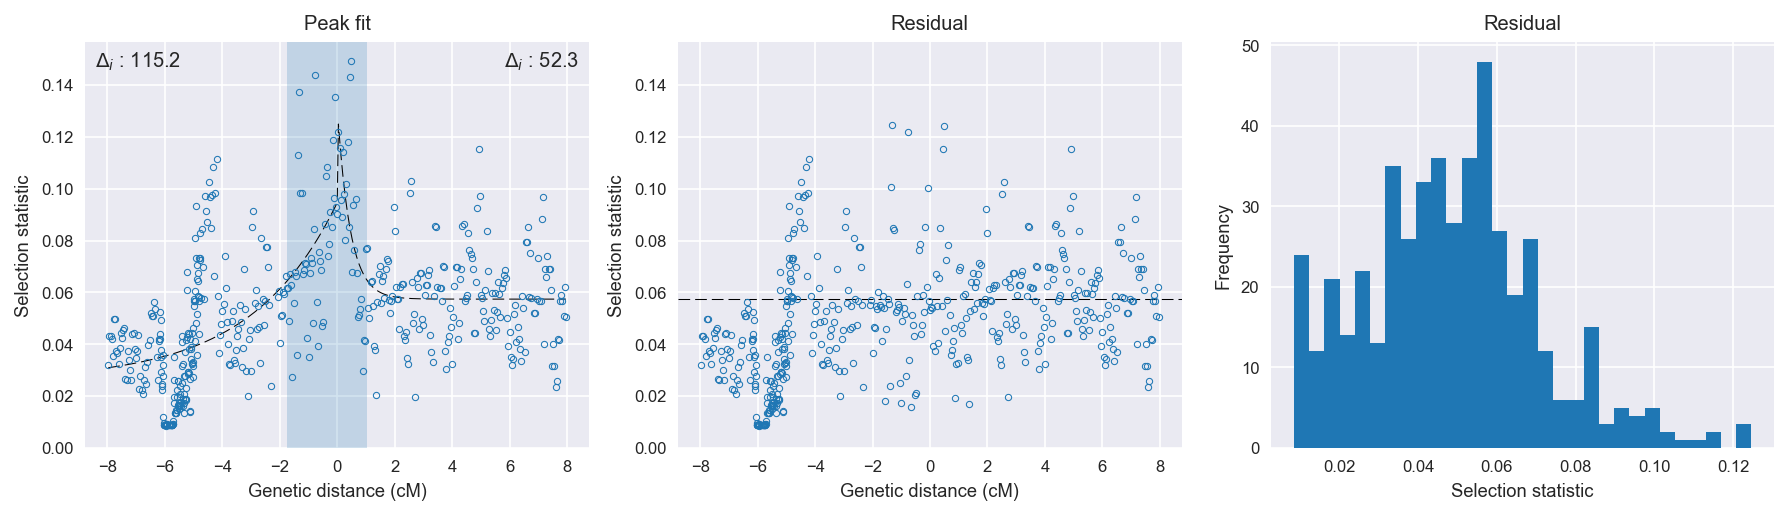 Peak fit
Δi : 115.2
Δi : 52.3
0.14
0.12
0.10
0.08
0.06
0.04
0.02
0.00
Selection statistic
−8 −6 −4 −2 0 2 4 6 8
Genetic distance (cM)
Residual
0.14
0.12
0.10
0.08
0.06
0.04
0.02
0.00
Selection statistic
−8 −6 −4 −2 0 2 4 6 8
Genetic distance (cM)
Residual
50
40
30
20
10
0
Frequency
0.02 0.04 0.06 0.08 0.10 0.12
Selection statistic